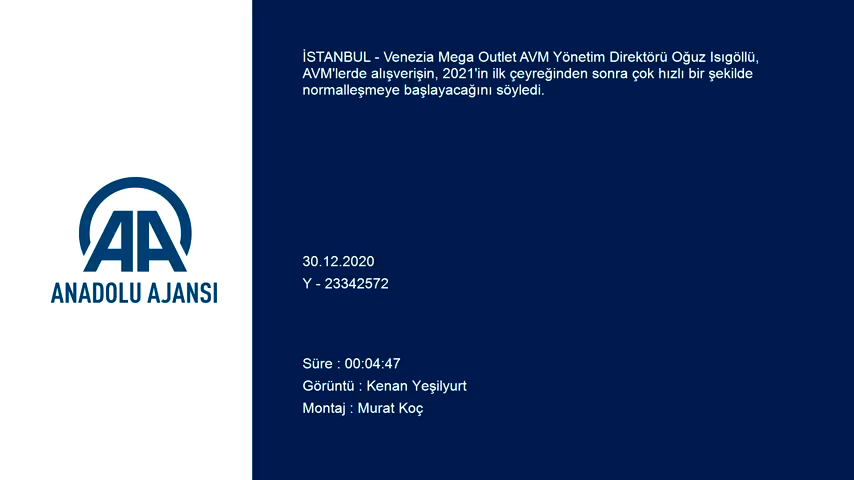 İSTANBUL - Venezia Mega Outlet AVM Yönetim Direktörü Oğuz Isıgöllü,
AVM'lerde alışverişin, 2021'in ilk çeyreğinden sonra çok hızlı bir şekilde
normalleşmeye başlayacağını söyledi.
AA
ANADOLU AJANSI
30.12.2020
Y - 23342572
Süre : 00:04:47
Görüntü : Kenan Yeşilyurt
Montaj : Murat Koç